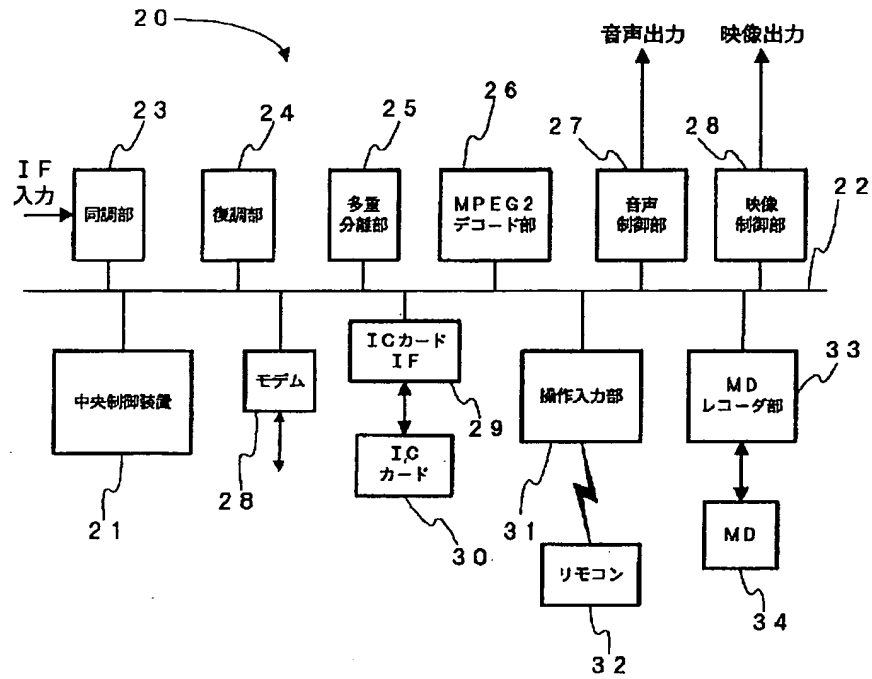 20
音声出力
映像出力
23
24
25
26
27
28
22
IF
入力
同調部
復調部
多重
分離部
MPEG2
デコード部
音声
制御部
映像
制御部
中央制御装置
モデム
ICカード
IF
操作入力部
MD
レコーダ部
33
21
28
29
IC
カード
30
31
リモコン
32
MD
34